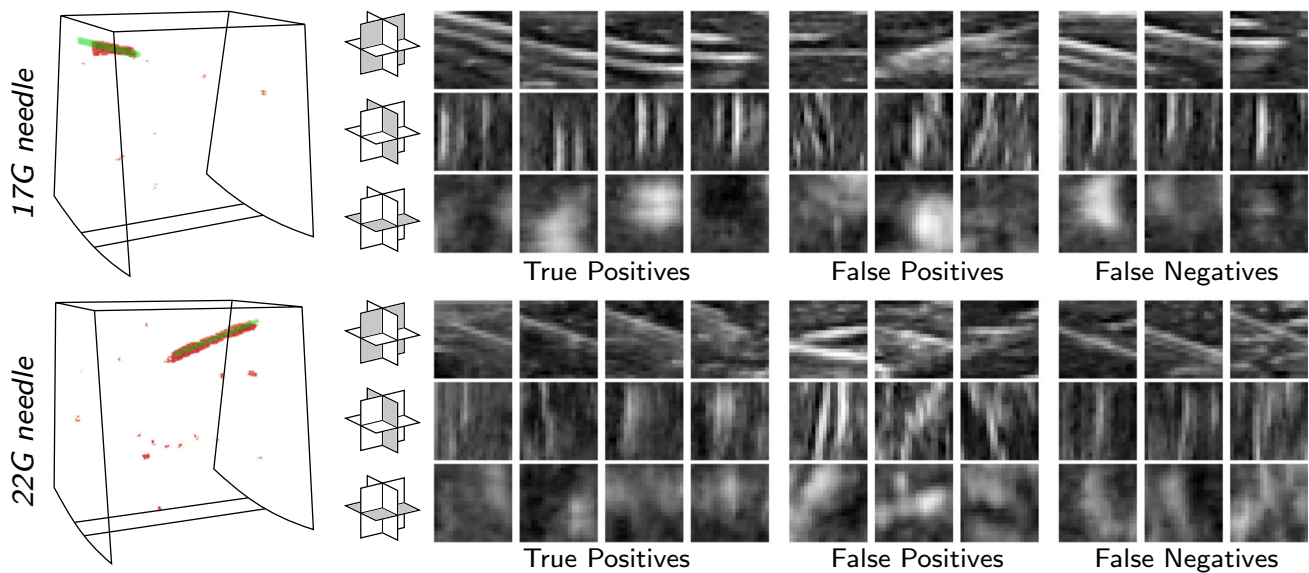 17G needle
True Positives
False Positives
False Negatives
22G needle
True Positives
False Positives
False Negatives